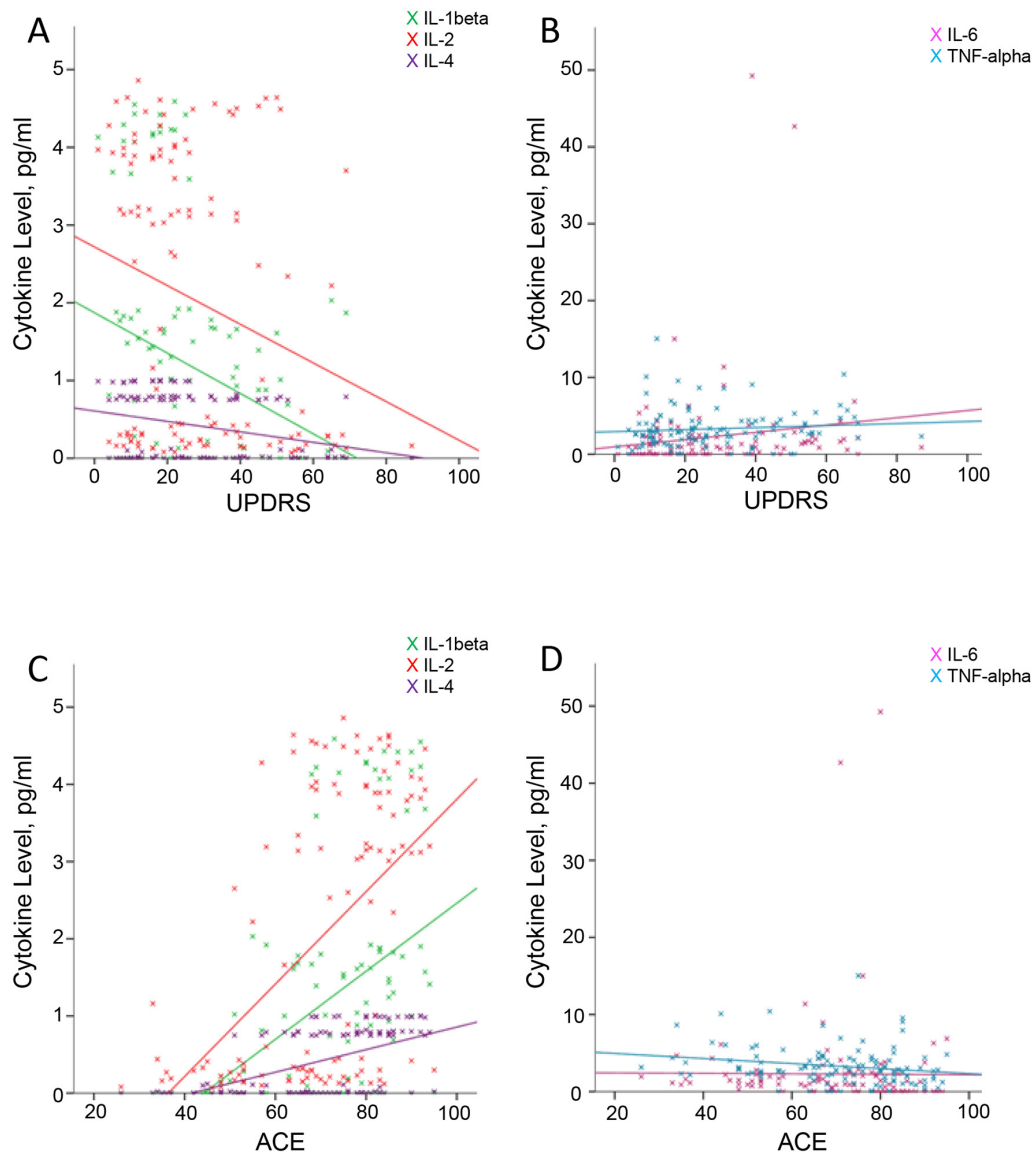 A
X IL-1beta
X IL-2
X IL-4
Cytokine Level, pg/ml
5
4
3
2
1
0
0 20 40 60 80 100
UPDRS
B
X IL-6
X TNF-alpha
Cytokine Level, pg/ml
50
40
30
20
10
0
0 20 40 60 80 100
UPDRS
C
X IL-1beta
X IL-2
X IL-4
Cytokine Level, pg/ml
5
4
3
2
1
0
20 40 60 80 100
ACE
D
X IL-6
X TNF-alpha
Cytokine Level, pg/ml
50
40
30
20
10
0
20 40 60 80 100
ACE